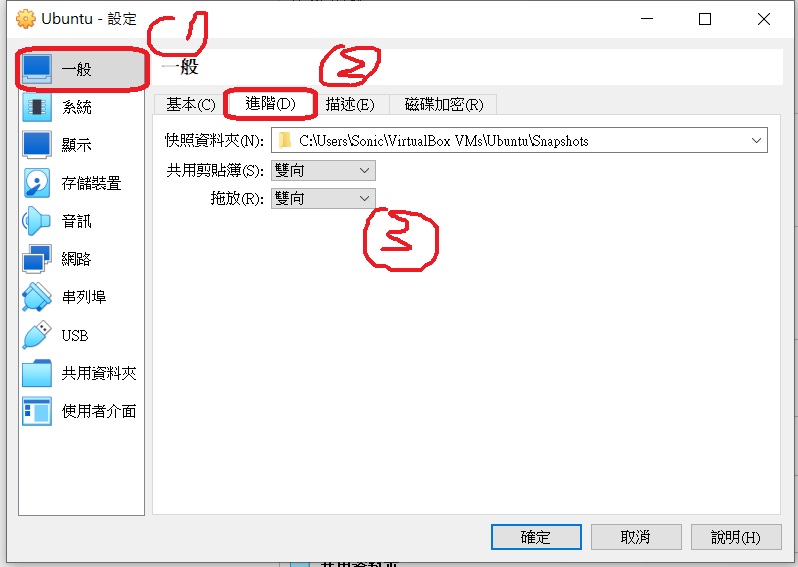 Ubuntu - 設定
1
一般
一般
2
基本(C) 進階(D) 描述(E) 磁碟加密(R)
系統
快照資料夾(N): C:\Users\Sonic\VirtualBox VMs\Ubuntu\Snapshots
顯示
共用剪貼簿(S): 雙向
存儲裝置
拖放(R): 雙向
3
音訊
網路
串列埠
USB
共用資料夾
使用者介面
確定 取消 說明(H)